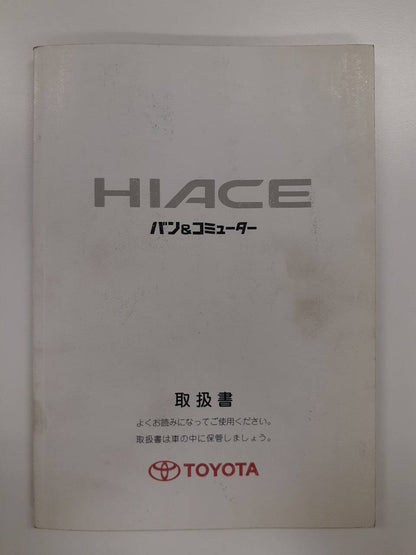 HIACE
バン&コミューター
取扱書
よくお読みになってご使用ください。
取扱書は車の中に保管しましょう。
TOYOTA